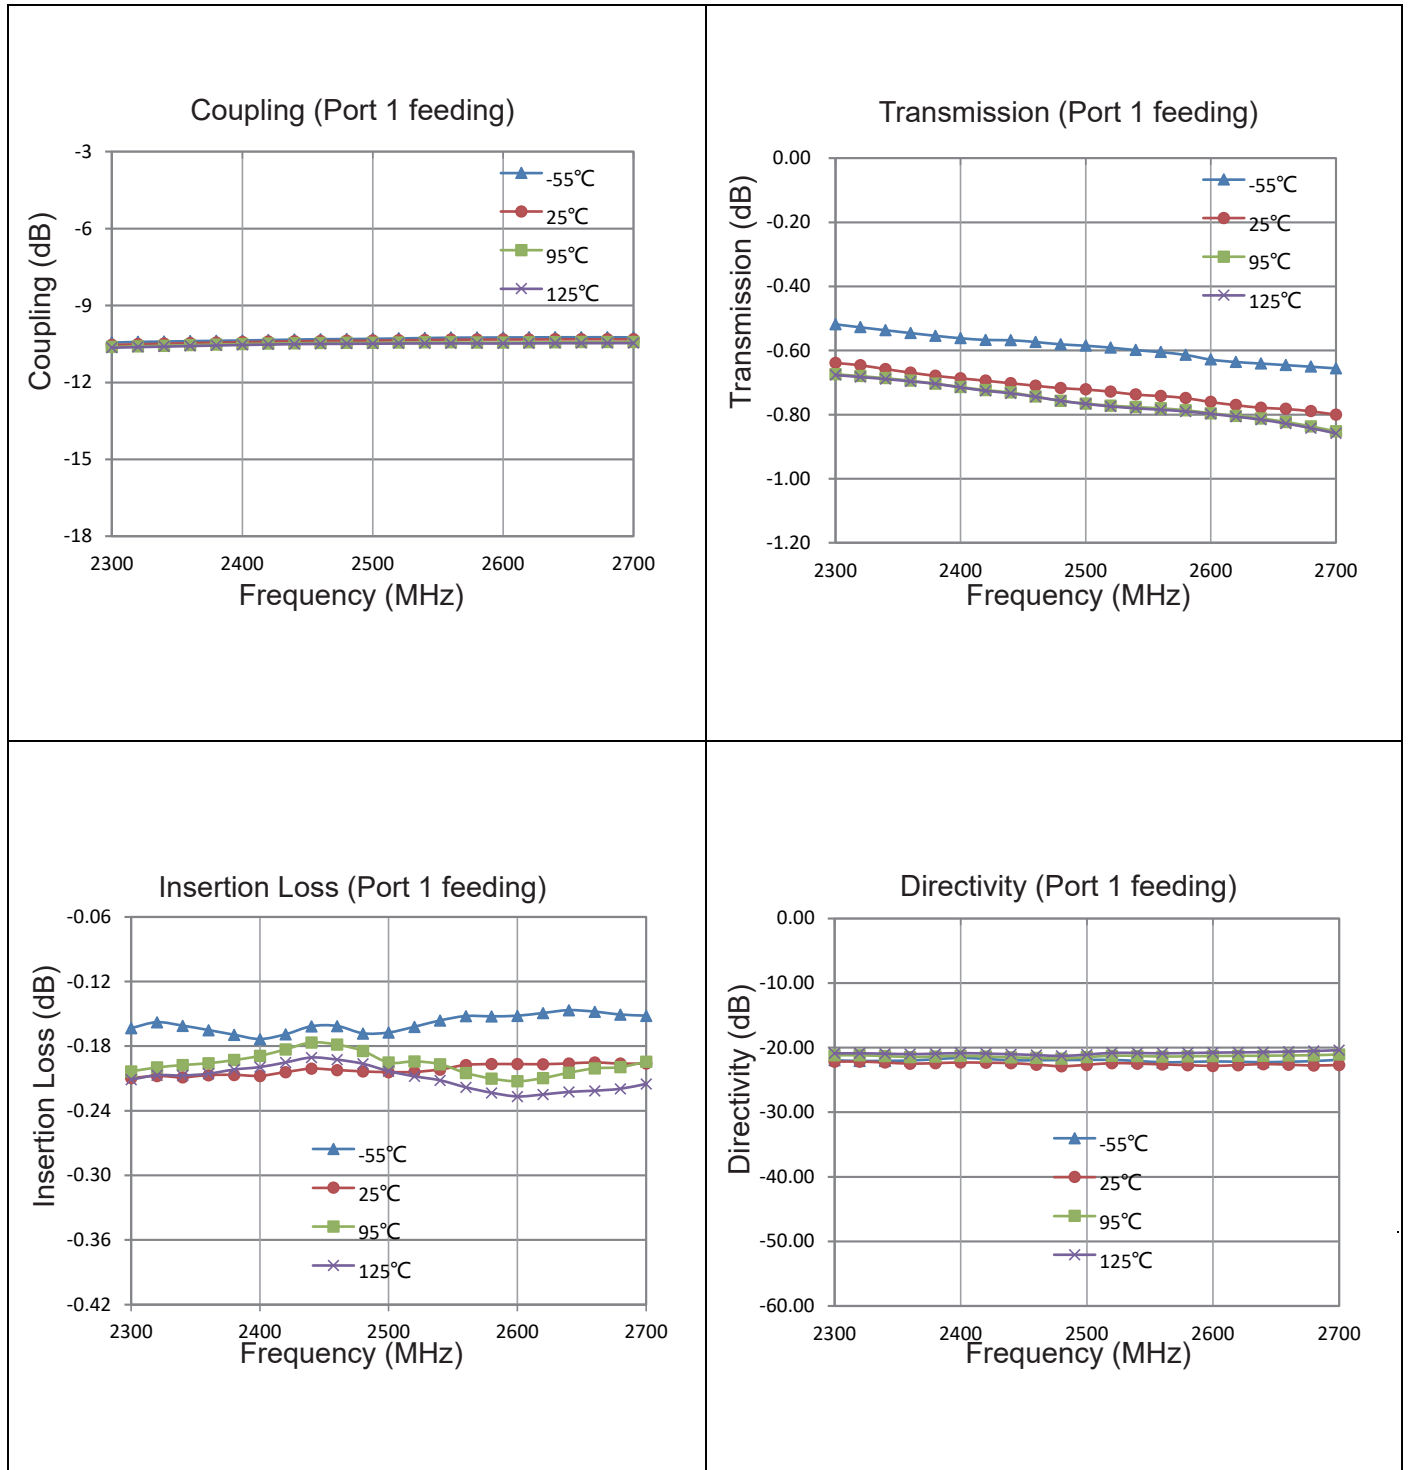 Coupling (Port 1 feeding)
-3
-6
-9
-12
-15
-18
Coupling (dB)
-55℃
25℃
95℃
125℃
2300 2400 2500 2600 2700
Frequency (MHz)
Transmission (Port 1 feeding)
0.00
-0.20
-0.40
-0.60
-0.80
-1.00
-1.20
Transmission (dB)
-55℃
25℃
95℃
125℃
2300 2400 2500 2600 2700
Frequency (MHz)
Insertion Loss (Port 1 feeding)
-0.06
-0.12
-0.18
-0.24
-0.30
-0.36
-0.42
Insertion Loss (dB)
-55℃
25℃
95℃
125℃
2300 2400 2500 2600 2700
Frequency (MHz)
Directivity (Port 1 feeding)
0.00
-10.00
-20.00
-30.00
-40.00
-50.00
-60.00
Directivity (dB)
-55℃
25℃
95℃
125℃
2300 2400 2500 2600 2700
Frequency (MHz)